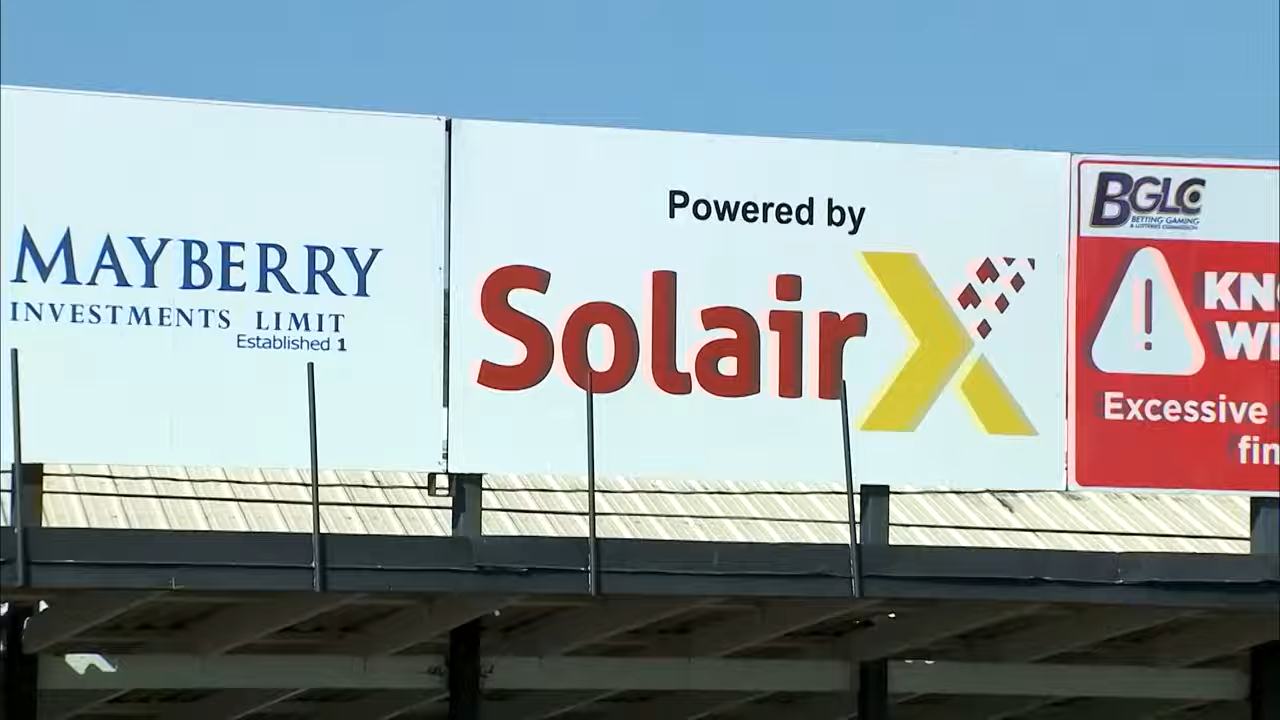 MAYBERRY
INVESTMENTS LIMIT
Established 1
Powered by
SolairX
BGLC
BETTING GAMING
& LOTTERIES COMMISSION
!
KN
WI
Excessive
fin